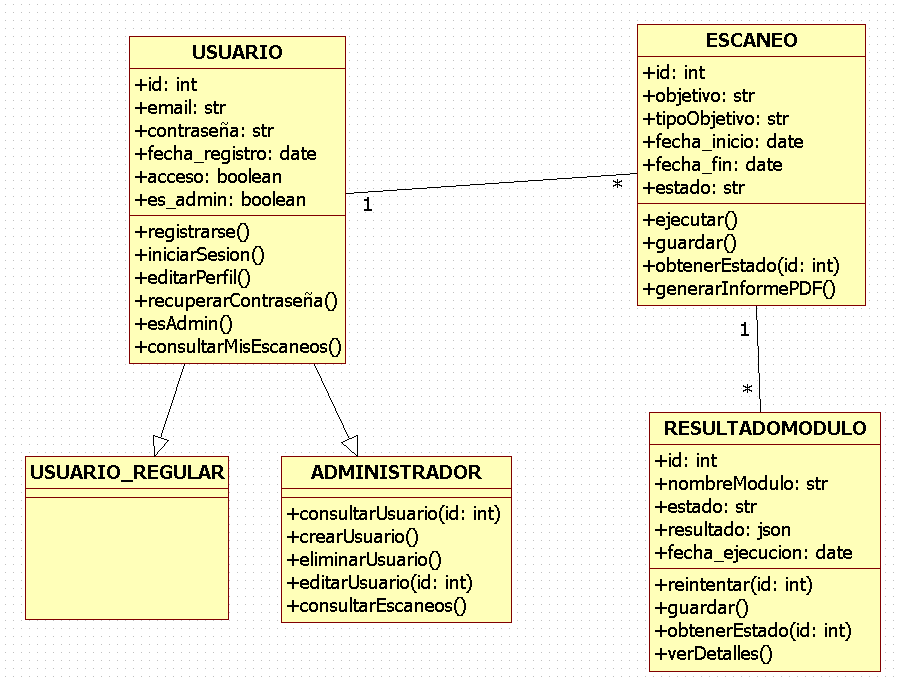 USUARIO
+id: int
+email: str
+contraseña: str
+fecha_registro: date
+acceso: boolean
+es_admin: boolean
+registrarse()
+iniciarSesion()
+editarPerfil()
+recuperarContraseña()
+esAdmin()
+consultarMisEscaneos()
1
*
ESCANEO
+id: int
+objetivo: str
+tipoObjetivo: str
+fecha_inicio: date
+fecha_fin: date
+estado: str
+ejecutar()
+guardar()
+obtenerEstado(id: int)
+generarInformePDF()
1
*
USUARIO_REGULAR
ADMINISTRADOR
+consultarUsuario(id: int)
+crearUsuario()
+eliminarUsuario()
+editarUsuario(id: int)
+consultarEscaneos()
RESULTADOMODULO
+id: int
+nombreModulo: str
+estado: str
+resultado: json
+fecha_ejecucion: date
+reintentar(id: int)
+guardar()
+obtenerEstado(id: int)
+verDetalles()